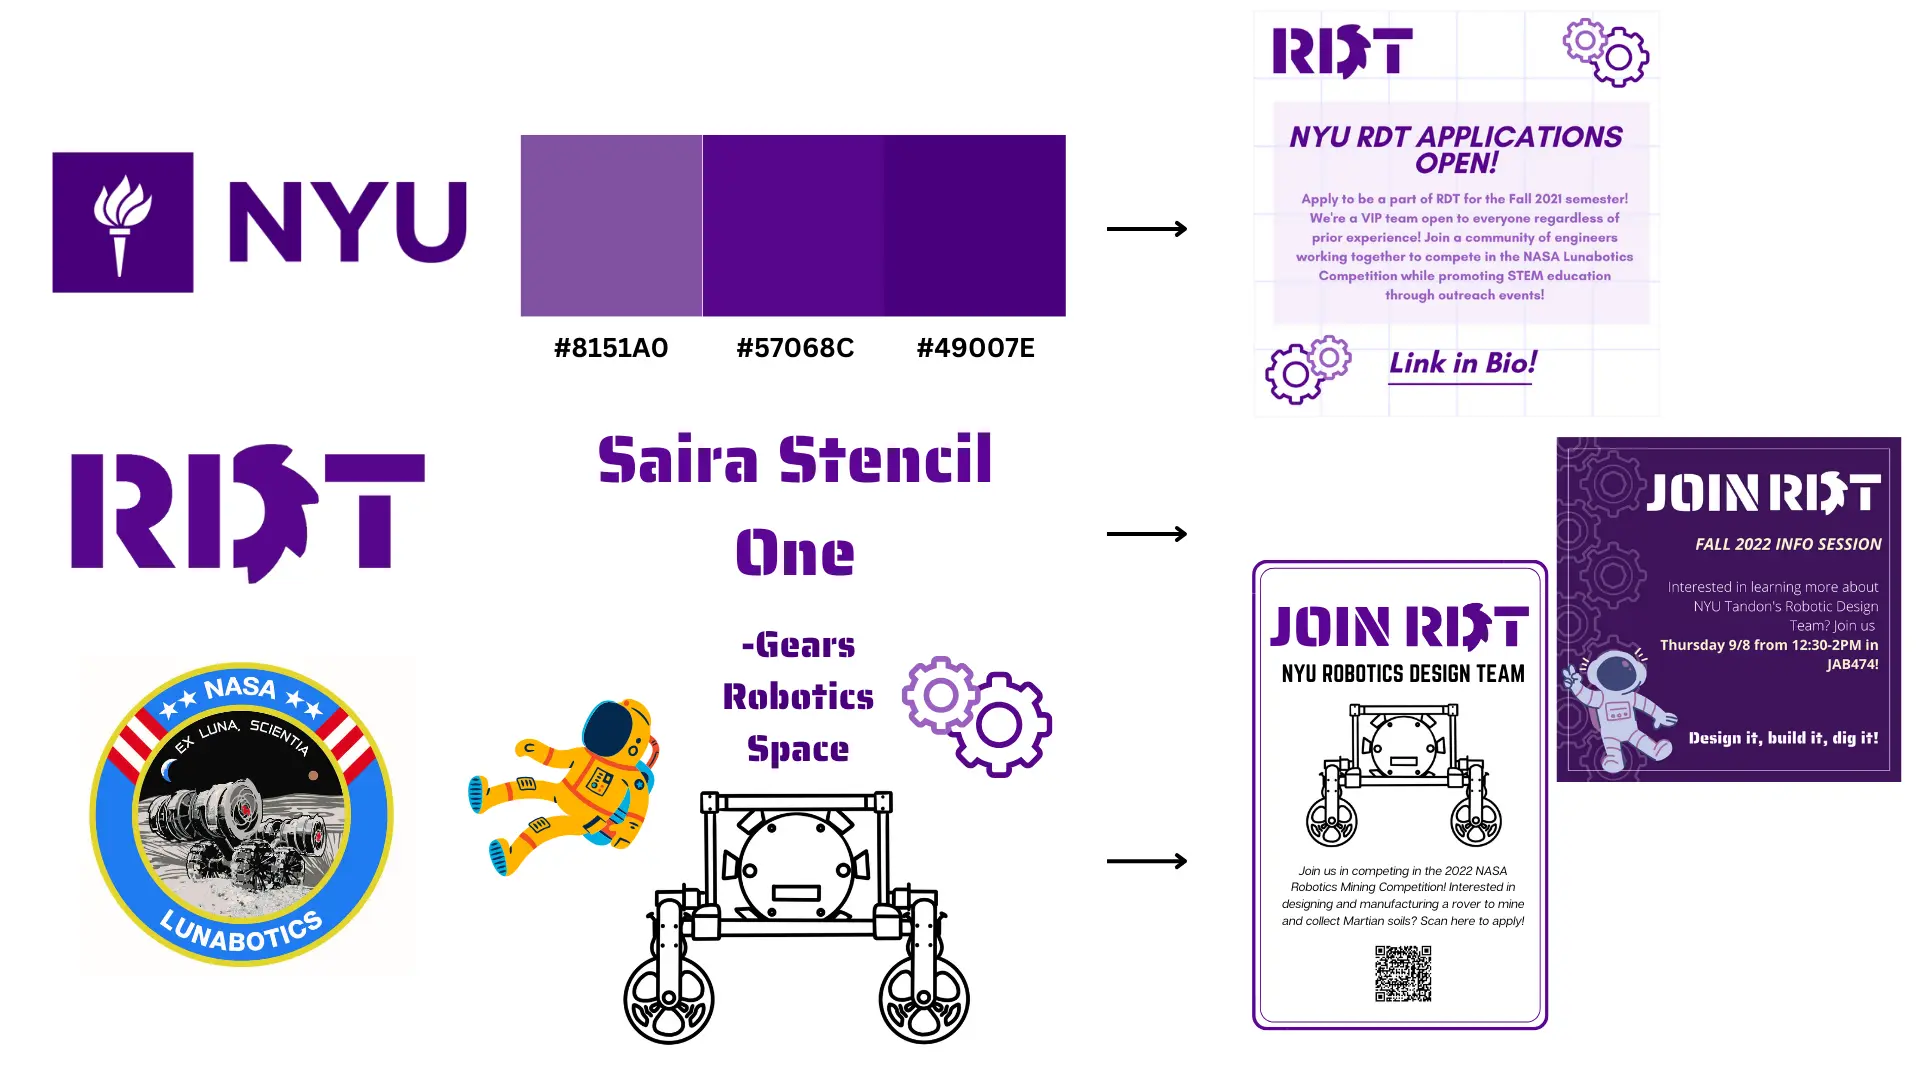 NYU
#8151A0
#57068C
#49007E
RDT
NYU RDT APPLICATIONS
OPEN!
Apply to be a part of RDT for the Fall 2021 semester!
We're a VIP team open to everyone regardless of
prior experience! Join a community of engineers
working together to compete in the NASA Lunabotics
Competition while promoting STEM education
through outreach events!
Link in Bio!
RDT
Saira Stencil
One
JOIN RDT
FALL 2022 INFO SESSION
Interested in learning more about
NYU Tandon's Robotic Design
Team? Join us
Thursday 9/8 from 12:30-2PM in
JAB474!
Design it, build it, dig it!
NASA
EX LUNA, SCIENTIA
LUNABOTICS
-Gears
Robotics
Space
JOIN RDT
NYU ROBOTICS DESIGN TEAM
Join us in competing in the 2022 NASA
Robotics Mining Competition! Interested in
designing and manufacturing a rover to mine
and collect Martian soils? Scan here to apply!